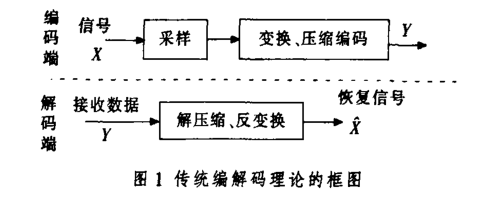 编码端
信号
X
采样
变换、压缩编码
Y
解码端
接收数据
Y
解压缩、反变换
恢复信号
X̂
图 1 传统编解码理论的框图